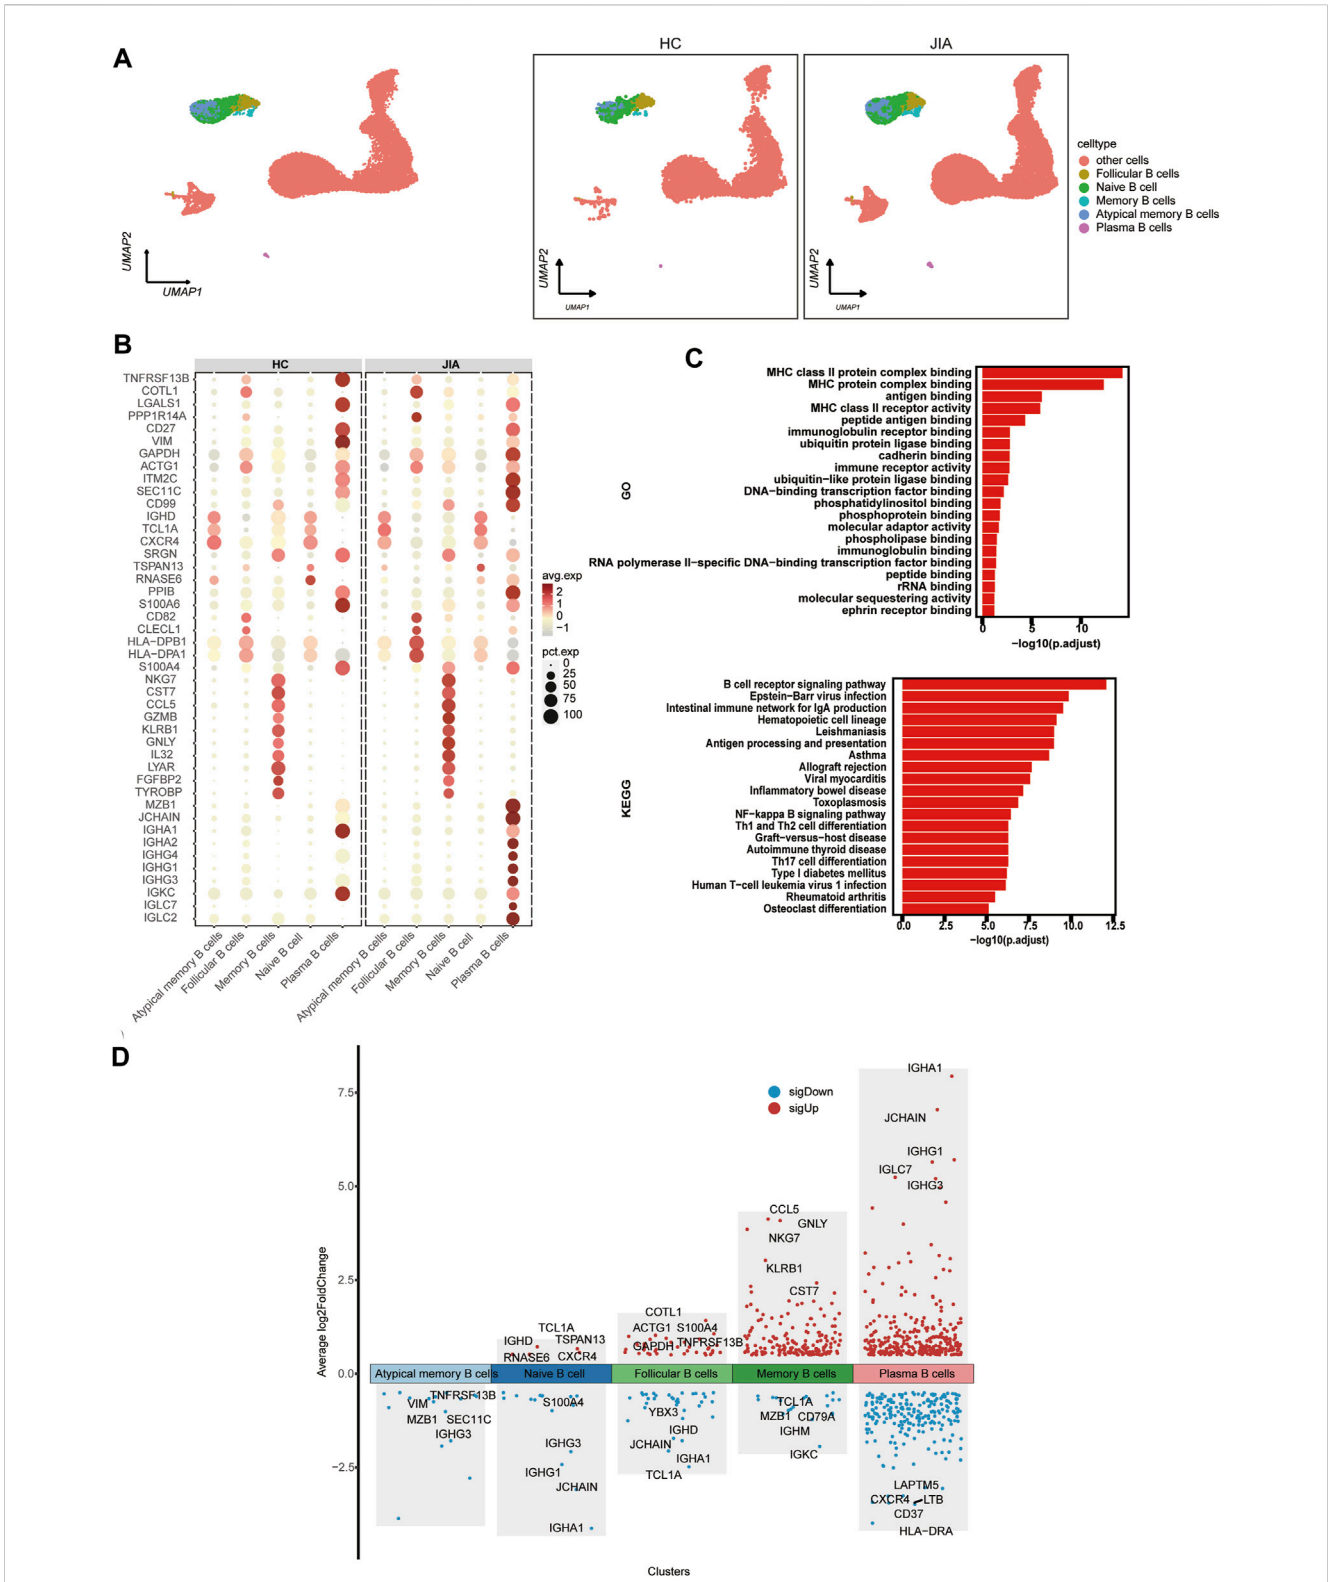 A
HC
JIA
UMAP2
UMAP1
UMAP2
UMAP1
UMAP2
UMAP1
celltype
other cells
Follicular B cells
Naive B cell
Memory B cells
Atypical memory B cells
Plasma B cells
B
HC
JIA
TNFRSF13B
COTL1
LGALS1
PPP1R14A
CD27
VIM
GAPDH
ACTG1
ITM2C
SEC11C
CD99
IGHD
TCL1A
CXCR4
SRGN
TSPAN13
RNASE6
PPIB
S100A6
CD82
CLECL1
HLA−DPB1
HLA−DPA1
S100A4
NKG7
CST7
CCL5
GZMB
KLRB1
GNLY
IL32
LYAR
FGFBP2
TYROBP
MZB1
JCHAIN
IGHA1
IGHA2
IGHG4
IGHG1
IGHG3
IGKC
IGLC7
IGLC2
Atypical memory B cells
Follicular B cells
Memory B cells
Naive B cell
Plasma B cells
Atypical memory B cells
Follicular B cells
Memory B cells
Naive B cell
Plasma B cells
avg.exp
2
1
0
−1
pct.exp
0
25
50
75
100
C
GO
MHC class II protein complex binding
MHC protein complex binding
antigen binding
MHC class II receptor activity
peptide antigen binding
immunoglobulin receptor binding
ubiquitin protein ligase binding
cadherin binding
immune receptor activity
ubiquitin−like protein ligase binding
DNA−binding transcription factor binding
phosphatidylinositol binding
phosphoprotein binding
molecular adaptor activity
phospholipase binding
immunoglobulin binding
RNA polymerase II−specific DNA−binding transcription factor binding
peptide binding
rRNA binding
molecular sequestering activity
ephrin receptor binding
0 5 10
−log10(p.adjust)
KEGG
B cell receptor signaling pathway
Epstein−Barr virus infection
Intestinal immune network for IgA production
Hematopoietic cell lineage
Leishmaniasis
Antigen processing and presentation
Asthma
Allograft rejection
Viral myocarditis
Inflammatory bowel disease
Toxoplasmosis
NF−kappa B signaling pathway
Th1 and Th2 cell differentiation
Graft−versus−host disease
Autoimmune thyroid disease
Th17 cell differentiation
Type I diabetes mellitus
Human T−cell leukemia virus 1 infection
Rheumatoid arthritis
Osteoclast differentiation
0.0 2.5 5.0 7.5 10.0 12.5
−log10(p.adjust)
D
Average log2FoldChange
7.5
5.0
2.5
0.0
−2.5
sigDown
sigUp
IGHA1
JCHAIN
IGHG1
IGLC7
IGHG3
CCL5
GNLY
NKG7
KLRB1
CST7
COTL1
ACTG1 S100A4
GAPDH TNFRSF13B
TCL1A
IGHD TSPAN13
RNASE6 CXCR4
Atypical memory B cells
Naive B cell
Follicular B cells
Memory B cells
Plasma B cells
TNFRSF13B
VIM
MZB1 SEC11C
IGHG3
S100A4
IGHG3
IGHG1
JCHAIN
IGHA1
YBX3
IGHD
JCHAIN
IGHA1
TCL1A
TCL1A
MZB1 CD79A
IGHM
IGKC
LAPTM5
CXCR4 LTB
CD37
HLA−DRA
Clusters